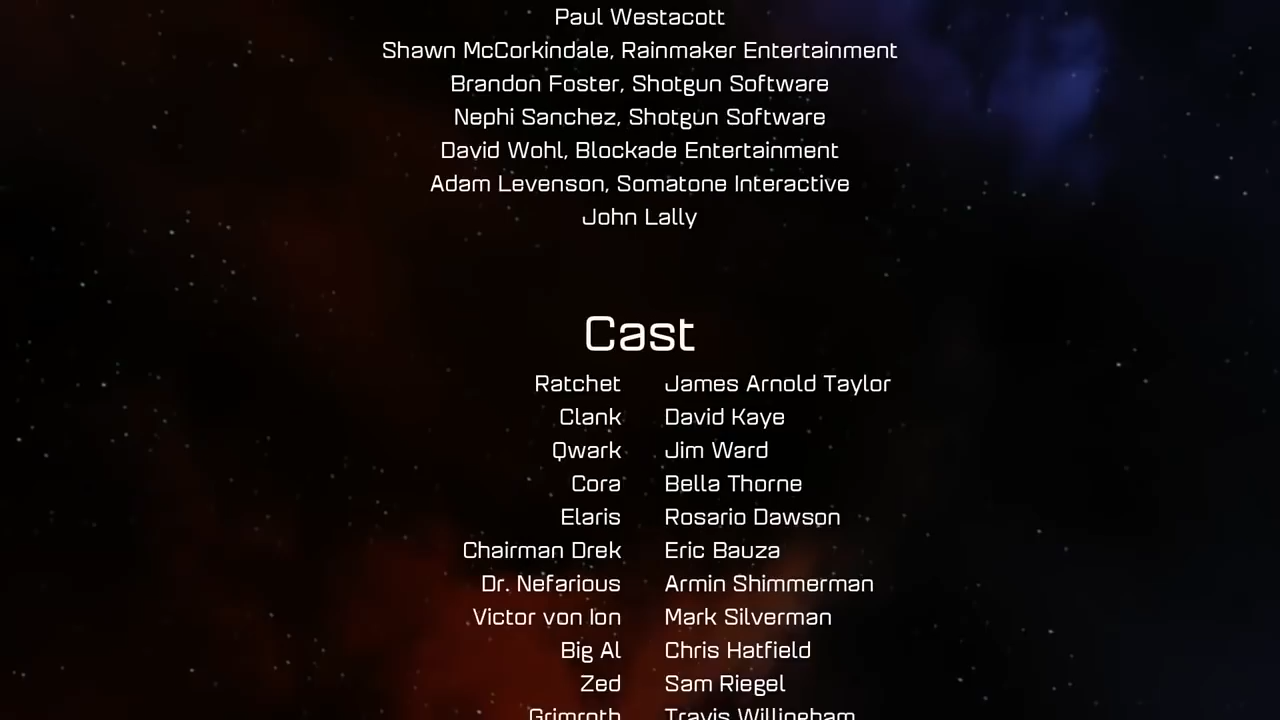 Paul Westacott
Shawn McCorkindale, Rainmaker Entertainment
Brandon Foster, Shotgun Software
Nephi Sanchez, Shotgun Software
David Wohl, Blockade Entertainment
Adam Levenson, Somatone Interactive
John Lally
Cast
Ratchet James Arnold Taylor
Clank David Kaye
Qwark Jim Ward
Cora Bella Thorne
Elaris Rosario Dawson
Chairman Drek Eric Bauza
Dr. Nefarious Armin Shimmerman
Victor von Ion Mark Silverman
Big Al Chris Hatfield
Zed Sam Riegel
Grimroth Travis Willingham